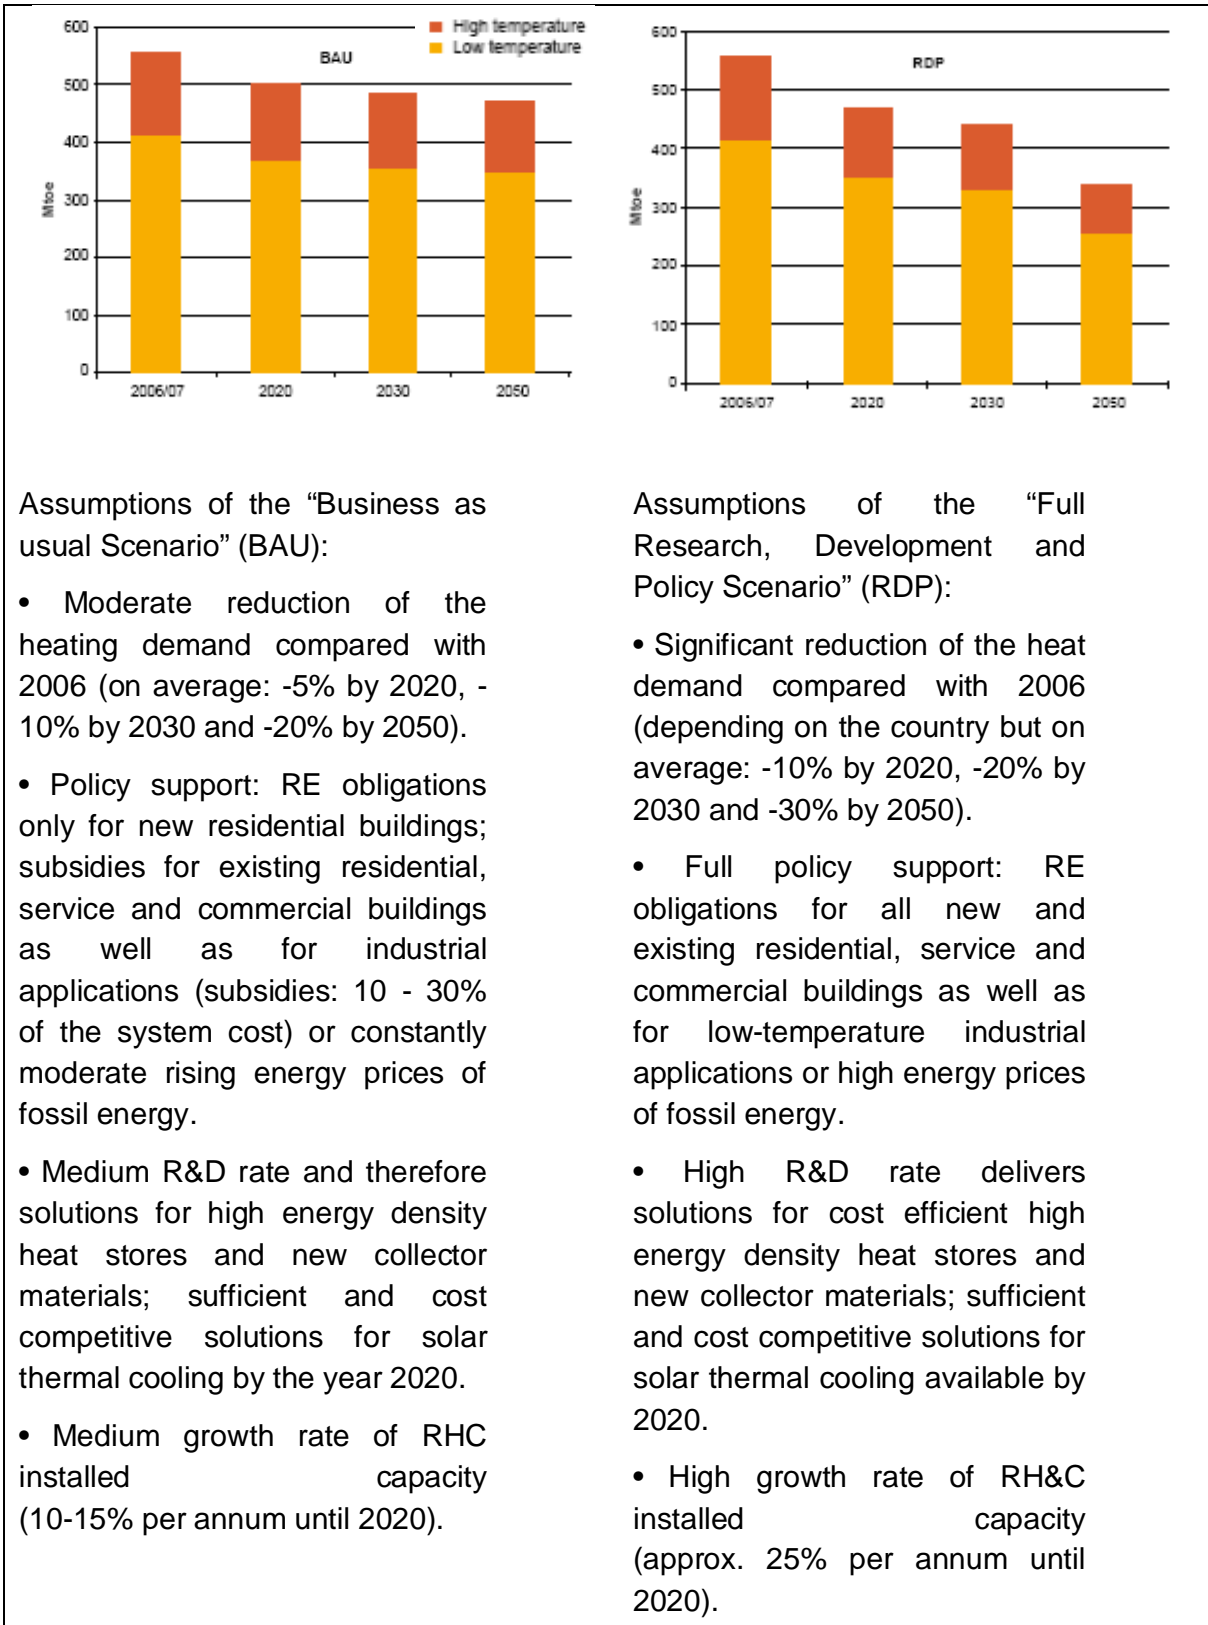 600
500
400
300
200
100
0
Mtoe
BAU
High temperature
Low temperature
2006/07
2020
2030
2050
600
500
400
300
200
100
0
Mtoe
RDP
2006/07
2020
2030
2050
Assumptions of the “Business as
usual Scenario” (BAU):
• Moderate reduction of the
heating demand compared with
2006 (on average: -5% by 2020, -
10% by 2030 and -20% by 2050).
• Policy support: RE obligations
only for new residential buildings;
subsidies for existing residential,
service and commercial buildings
as well as for industrial
applications (subsidies: 10 - 30%
of the system cost) or constantly
moderate rising energy prices of
fossil energy.
• Medium R&D rate and therefore
solutions for high energy density
heat stores and new collector
materials; sufficient and cost
competitive solutions for solar
thermal cooling by the year 2020.
• Medium growth rate of RHC
installed capacity
(10-15% per annum until 2020).
Assumptions of the “Full
Research, Development and
Policy Scenario” (RDP):
• Significant reduction of the heat
demand compared with 2006
(depending on the country but on
average: -10% by 2020, -20% by
2030 and -30% by 2050).
• Full policy support: RE
obligations for all new and
existing residential, service and
commercial buildings as well as
for low-temperature industrial
applications or high energy prices
of fossil energy.
• High R&D rate delivers
solutions for cost efficient high
energy density heat stores and
new collector materials; sufficient
and cost competitive solutions for
solar thermal cooling available by
2020.
• High growth rate of RH&C
installed capacity
(approx. 25% per annum until
2020).